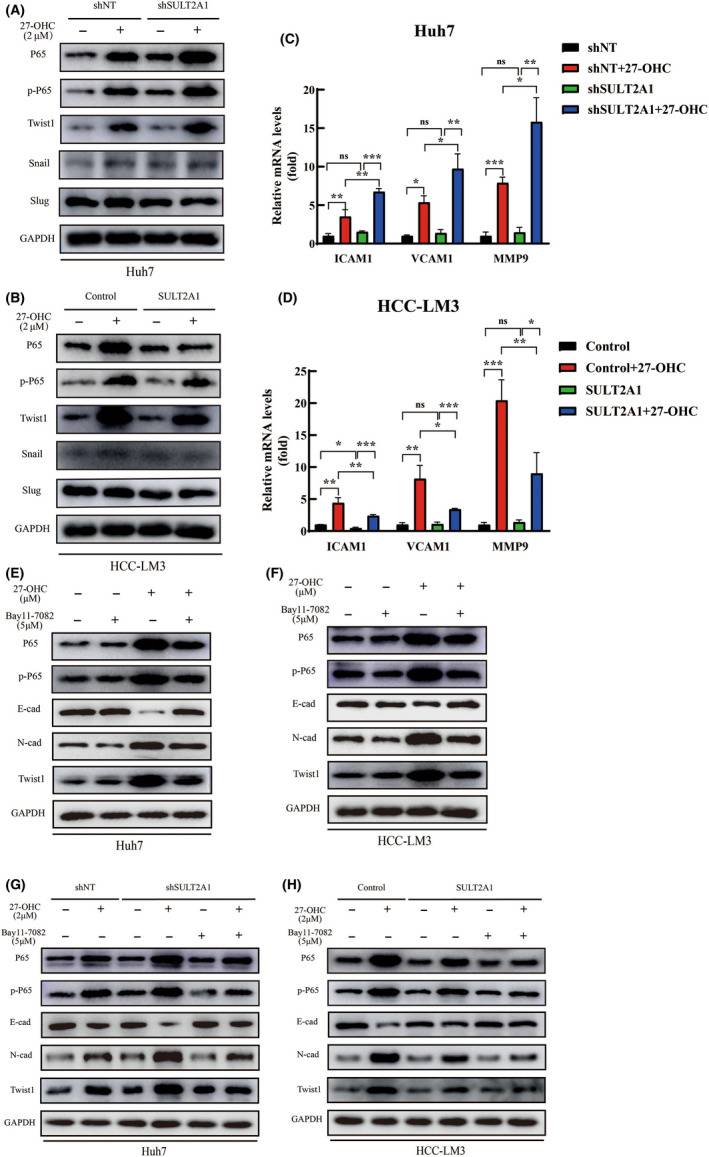 (A)
shNT shSULT2A1
27-OHC
(2 μM) – + – +
P65
p-P65
Twist1
Snail
Slug
GAPDH
Huh7
(B)
Control SULT2A1
27-OHC
(2 μM) – + – +
P65
p-P65
Twist1
Snail
Slug
GAPDH
HCC-LM3
(C)
Huh7
shNT
shNT+27-OHC
shSULT2A1
shSULT2A1+27-OHC
Relative mRNA levels
(fold)
20
15
10
5
0
ns ***
**
**
ns **
*
*
ns **
*
***
ICAM1 VCAM1 MMP9
(D)
HCC-LM3
Control
Control+27-OHC
SULT2A1
SULT2A1+27-OHC
Relative mRNA levels
(fold)
25
20
15
10
5
0
* ***
**
**
ns ***
*
**
ns *
**
***
ICAM1 VCAM1 MMP9
(E)
27-OHC
(μM) – – + +
Bay11-7082
(5μM) – + – +
P65
p-P65
E-cad
N-cad
Twist1
GAPDH
Huh7
(F)
27-OHC
(μM) – – + +
Bay11-7082
(5μM) – + – +
P65
p-P65
E-cad
N-cad
Twist1
GAPDH
HCC-LM3
(G)
shNT shSULT2A1
27-OHC
(2μM) – + – + – +
Bay11-7082
(5μM) – – – – + +
P65
p-P65
E-cad
N-cad
Twist1
GAPDH
Huh7
(H)
Control SULT2A1
27-OHC
(2μM) – + – + – +
Bay11-7082
(5μM) – – – – + +
P65
p-P65
E-cad
N-cad
Twist1
GAPDH
HCC-LM3